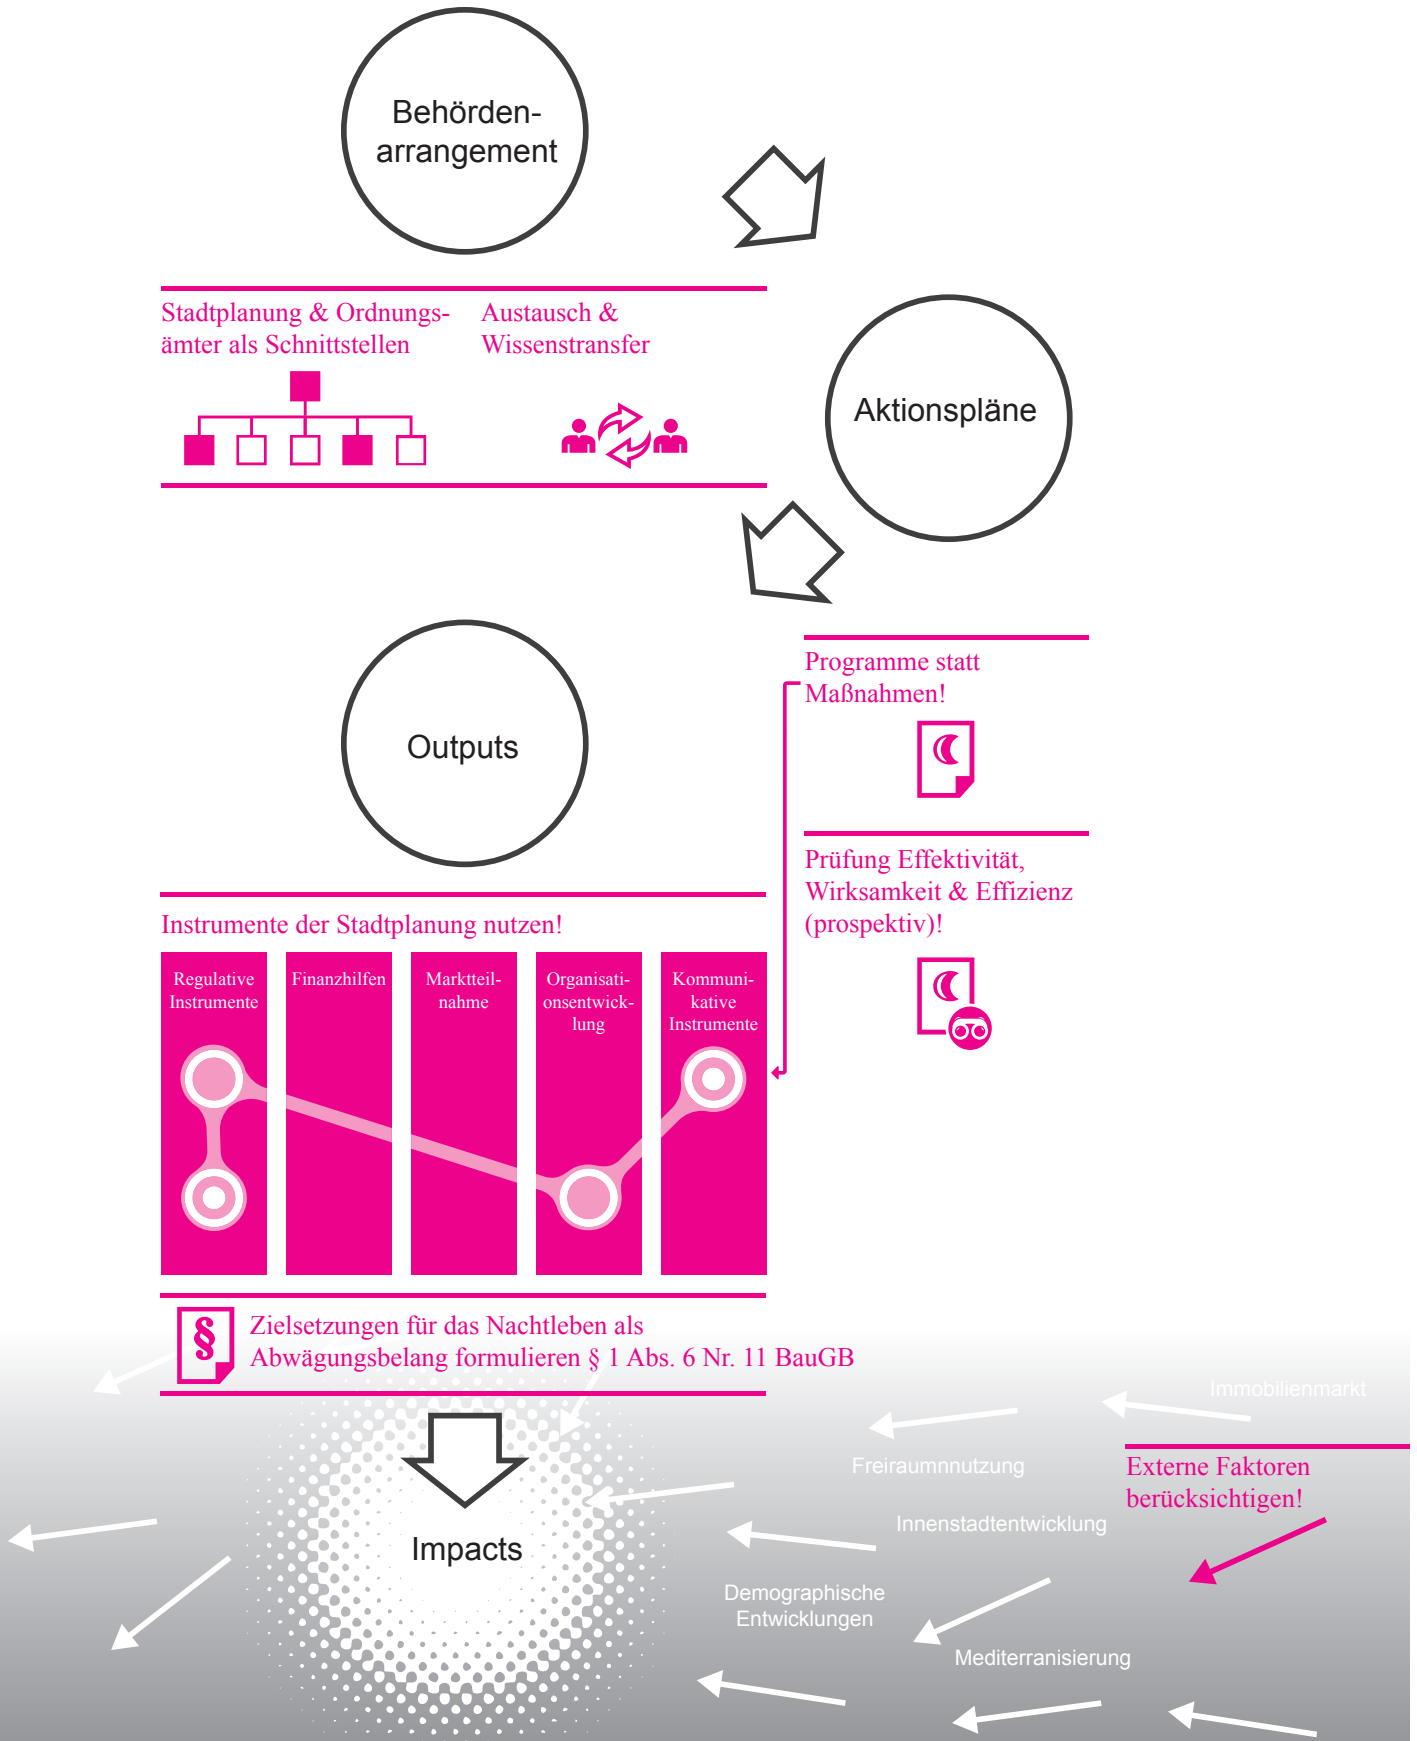 Behörden-
arrangement
Stadtplanung & Ordnungs-
ämter als Schnittstellen
Austausch &
Wissenstransfer
Aktionspläne
Programme statt
Maßnahmen!
Prüfung Effektivität,
Wirksamkeit & Effizienz
(prospektiv)!
Outputs
Instrumente der Stadtplanung nutzen!
Regulative
Instrumente
Finanzhilfen
Marktteil-
nahme
Organisati-
onsentwick-
lung
Kommuni-
kative
Instrumente
§
Zielsetzungen für das Nachtleben als
Abwägungsbelang formulieren § 1 Abs. 6 Nr. 11 BauGB
Impacts
Immobilienmarkt
Freiraumnnutzung
Externe Faktoren
berücksichtigen!
Innenstadtentwicklung
Demographische
Entwicklungen
Mediterranisierung